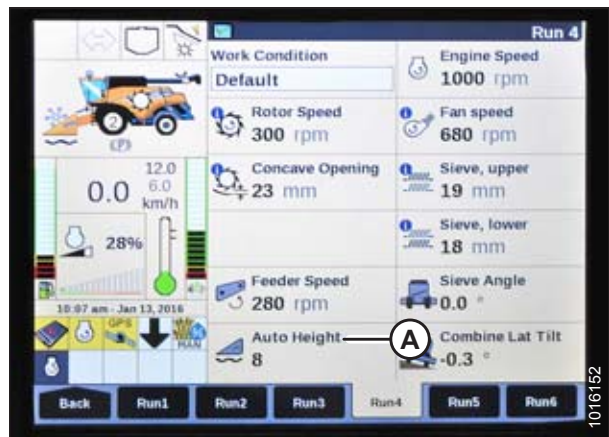 Run 4
Work Condition
Default
Engine Speed
1000 rpm
Rotor Speed
300 rpm
Fan speed
680 rpm
Concave Opening
23 mm
Sieve, upper
19 mm
Sieve, lower
18 mm
Feeder Speed
280 rpm
Sieve Angle
0.0 °
Auto Height
8
A
Combine Lat Tilt
-0.3 °
2
(P)
0.0
12.0
6.0
km/h
28%
10:07 am - Jan 13, 2016
GPS
MAN
Back
Run1
Run2
Run3
Run4
Run5
Run6
1016152